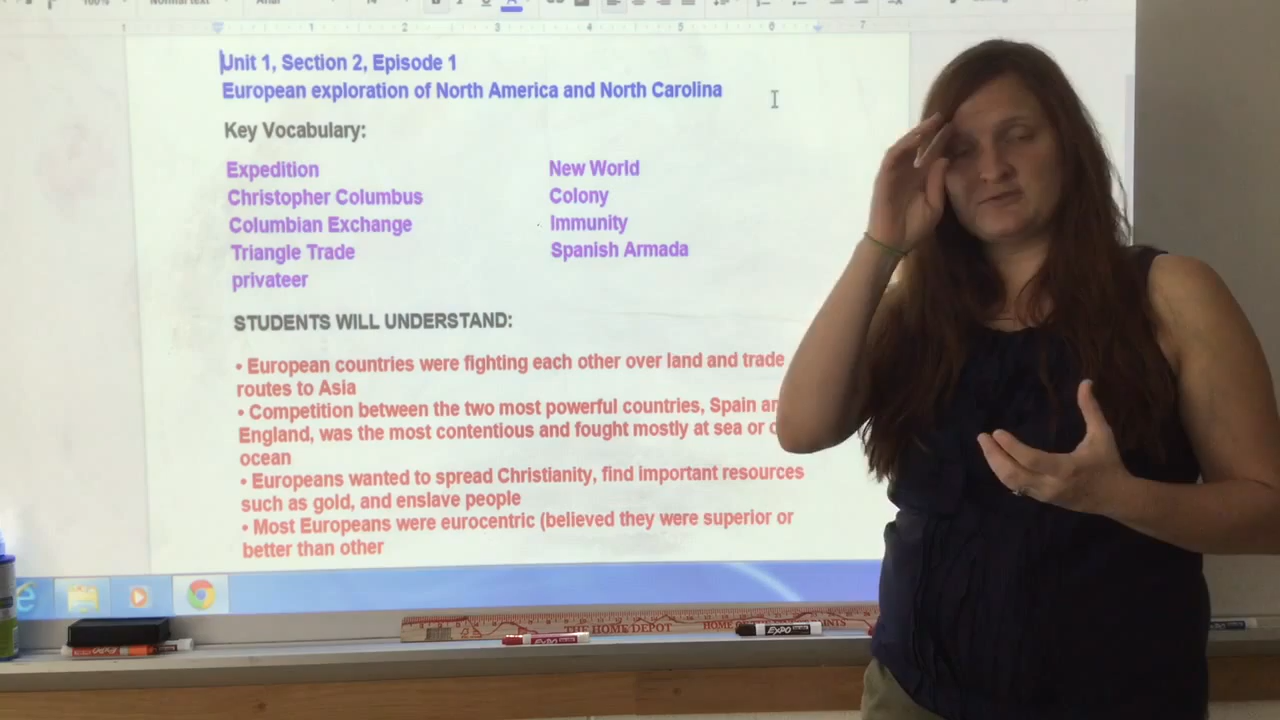 Unit 1, Section 2, Episode 1
European exploration of North America and North Carolina
Key Vocabulary:
Expedition New World
Christopher Columbus Colony
Columbian Exchange Immunity
Triangle Trade Spanish Armada
privateer
STUDENTS WILL UNDERSTAND:
• European countries were fighting each other over land and trade
routes to Asia
• Competition between the two most powerful countries, Spain
England, was the most contentious and fought mostly at sea or
ocean
• Europeans wanted to spread Christianity, find important resources
such as gold, and enslave people
• Most Europeans were eurocentric (believed they were superior or
better than other
THE HOME DEPOT
EXPO
EXPO